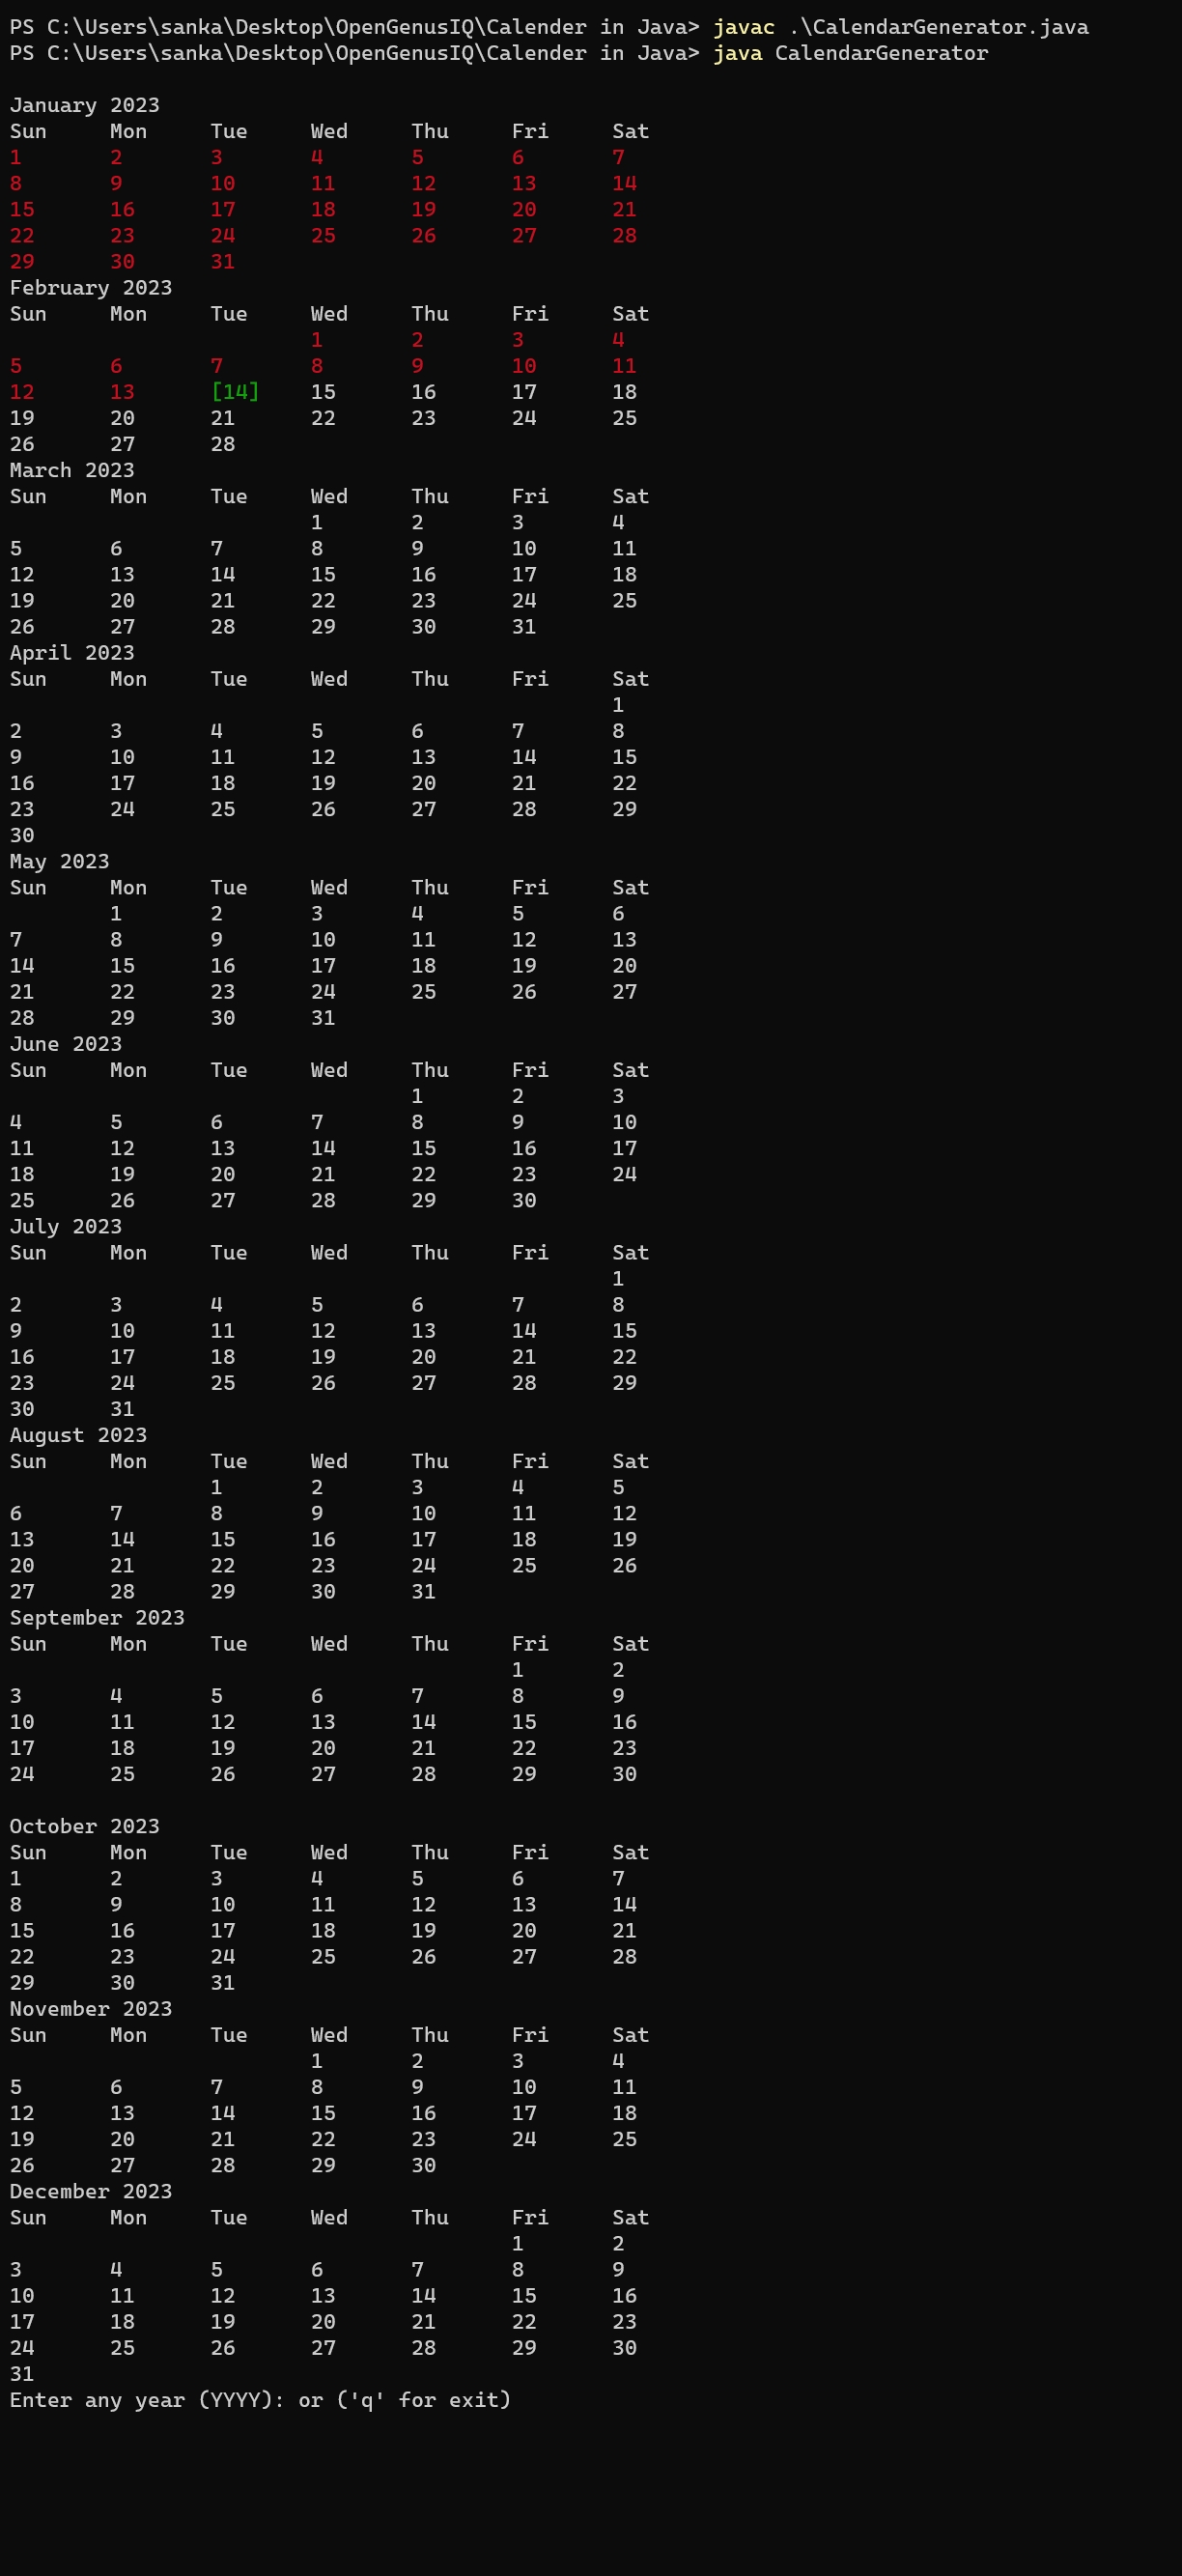 PS C:\Users\sanka\Desktop\OpenGenusIQ\Calender in Java> javac .\CalendarGenerator.java
PS C:\Users\sanka\Desktop\OpenGenusIQ\Calender in Java> java CalendarGenerator
January 2023
Sun Mon Tue Wed Thu Fri Sat
1 2 3 4 5 6 7
8 9 10 11 12 13 14
15 16 17 18 19 20 21
22 23 24 25 26 27 28
29 30 31
February 2023
Sun Mon Tue Wed Thu Fri Sat
1 2 3 4
5 6 7 8 9 10 11
12 13 [14] 15 16 17 18
19 20 21 22 23 24 25
26 27 28
March 2023
Sun Mon Tue Wed Thu Fri Sat
1 2 3 4
5 6 7 8 9 10 11
12 13 14 15 16 17 18
19 20 21 22 23 24 25
26 27 28 29 30 31
April 2023
Sun Mon Tue Wed Thu Fri Sat
1
2 3 4 5 6 7 8
9 10 11 12 13 14 15
16 17 18 19 20 21 22
23 24 25 26 27 28 29
30
May 2023
Sun Mon Tue Wed Thu Fri Sat
1 2 3 4 5 6
7 8 9 10 11 12 13
14 15 16 17 18 19 20
21 22 23 24 25 26 27
28 29 30 31
June 2023
Sun Mon Tue Wed Thu Fri Sat
1 2 3
4 5 6 7 8 9 10
11 12 13 14 15 16 17
18 19 20 21 22 23 24
25 26 27 28 29 30
July 2023
Sun Mon Tue Wed Thu Fri Sat
1
2 3 4 5 6 7 8
9 10 11 12 13 14 15
16 17 18 19 20 21 22
23 24 25 26 27 28 29
30 31
August 2023
Sun Mon Tue Wed Thu Fri Sat
1 2 3 4 5
6 7 8 9 10 11 12
13 14 15 16 17 18 19
20 21 22 23 24 25 26
27 28 29 30 31
September 2023
Sun Mon Tue Wed Thu Fri Sat
1 2
3 4 5 6 7 8 9
10 11 12 13 14 15 16
17 18 19 20 21 22 23
24 25 26 27 28 29 30
October 2023
Sun Mon Tue Wed Thu Fri Sat
1 2 3 4 5 6 7
8 9 10 11 12 13 14
15 16 17 18 19 20 21
22 23 24 25 26 27 28
29 30 31
November 2023
Sun Mon Tue Wed Thu Fri Sat
1 2 3 4
5 6 7 8 9 10 11
12 13 14 15 16 17 18
19 20 21 22 23 24 25
26 27 28 29 30
December 2023
Sun Mon Tue Wed Thu Fri Sat
1 2
3 4 5 6 7 8 9
10 11 12 13 14 15 16
17 18 19 20 21 22 23
24 25 26 27 28 29 30
31
Enter any year (YYYY): or ('q' for exit)